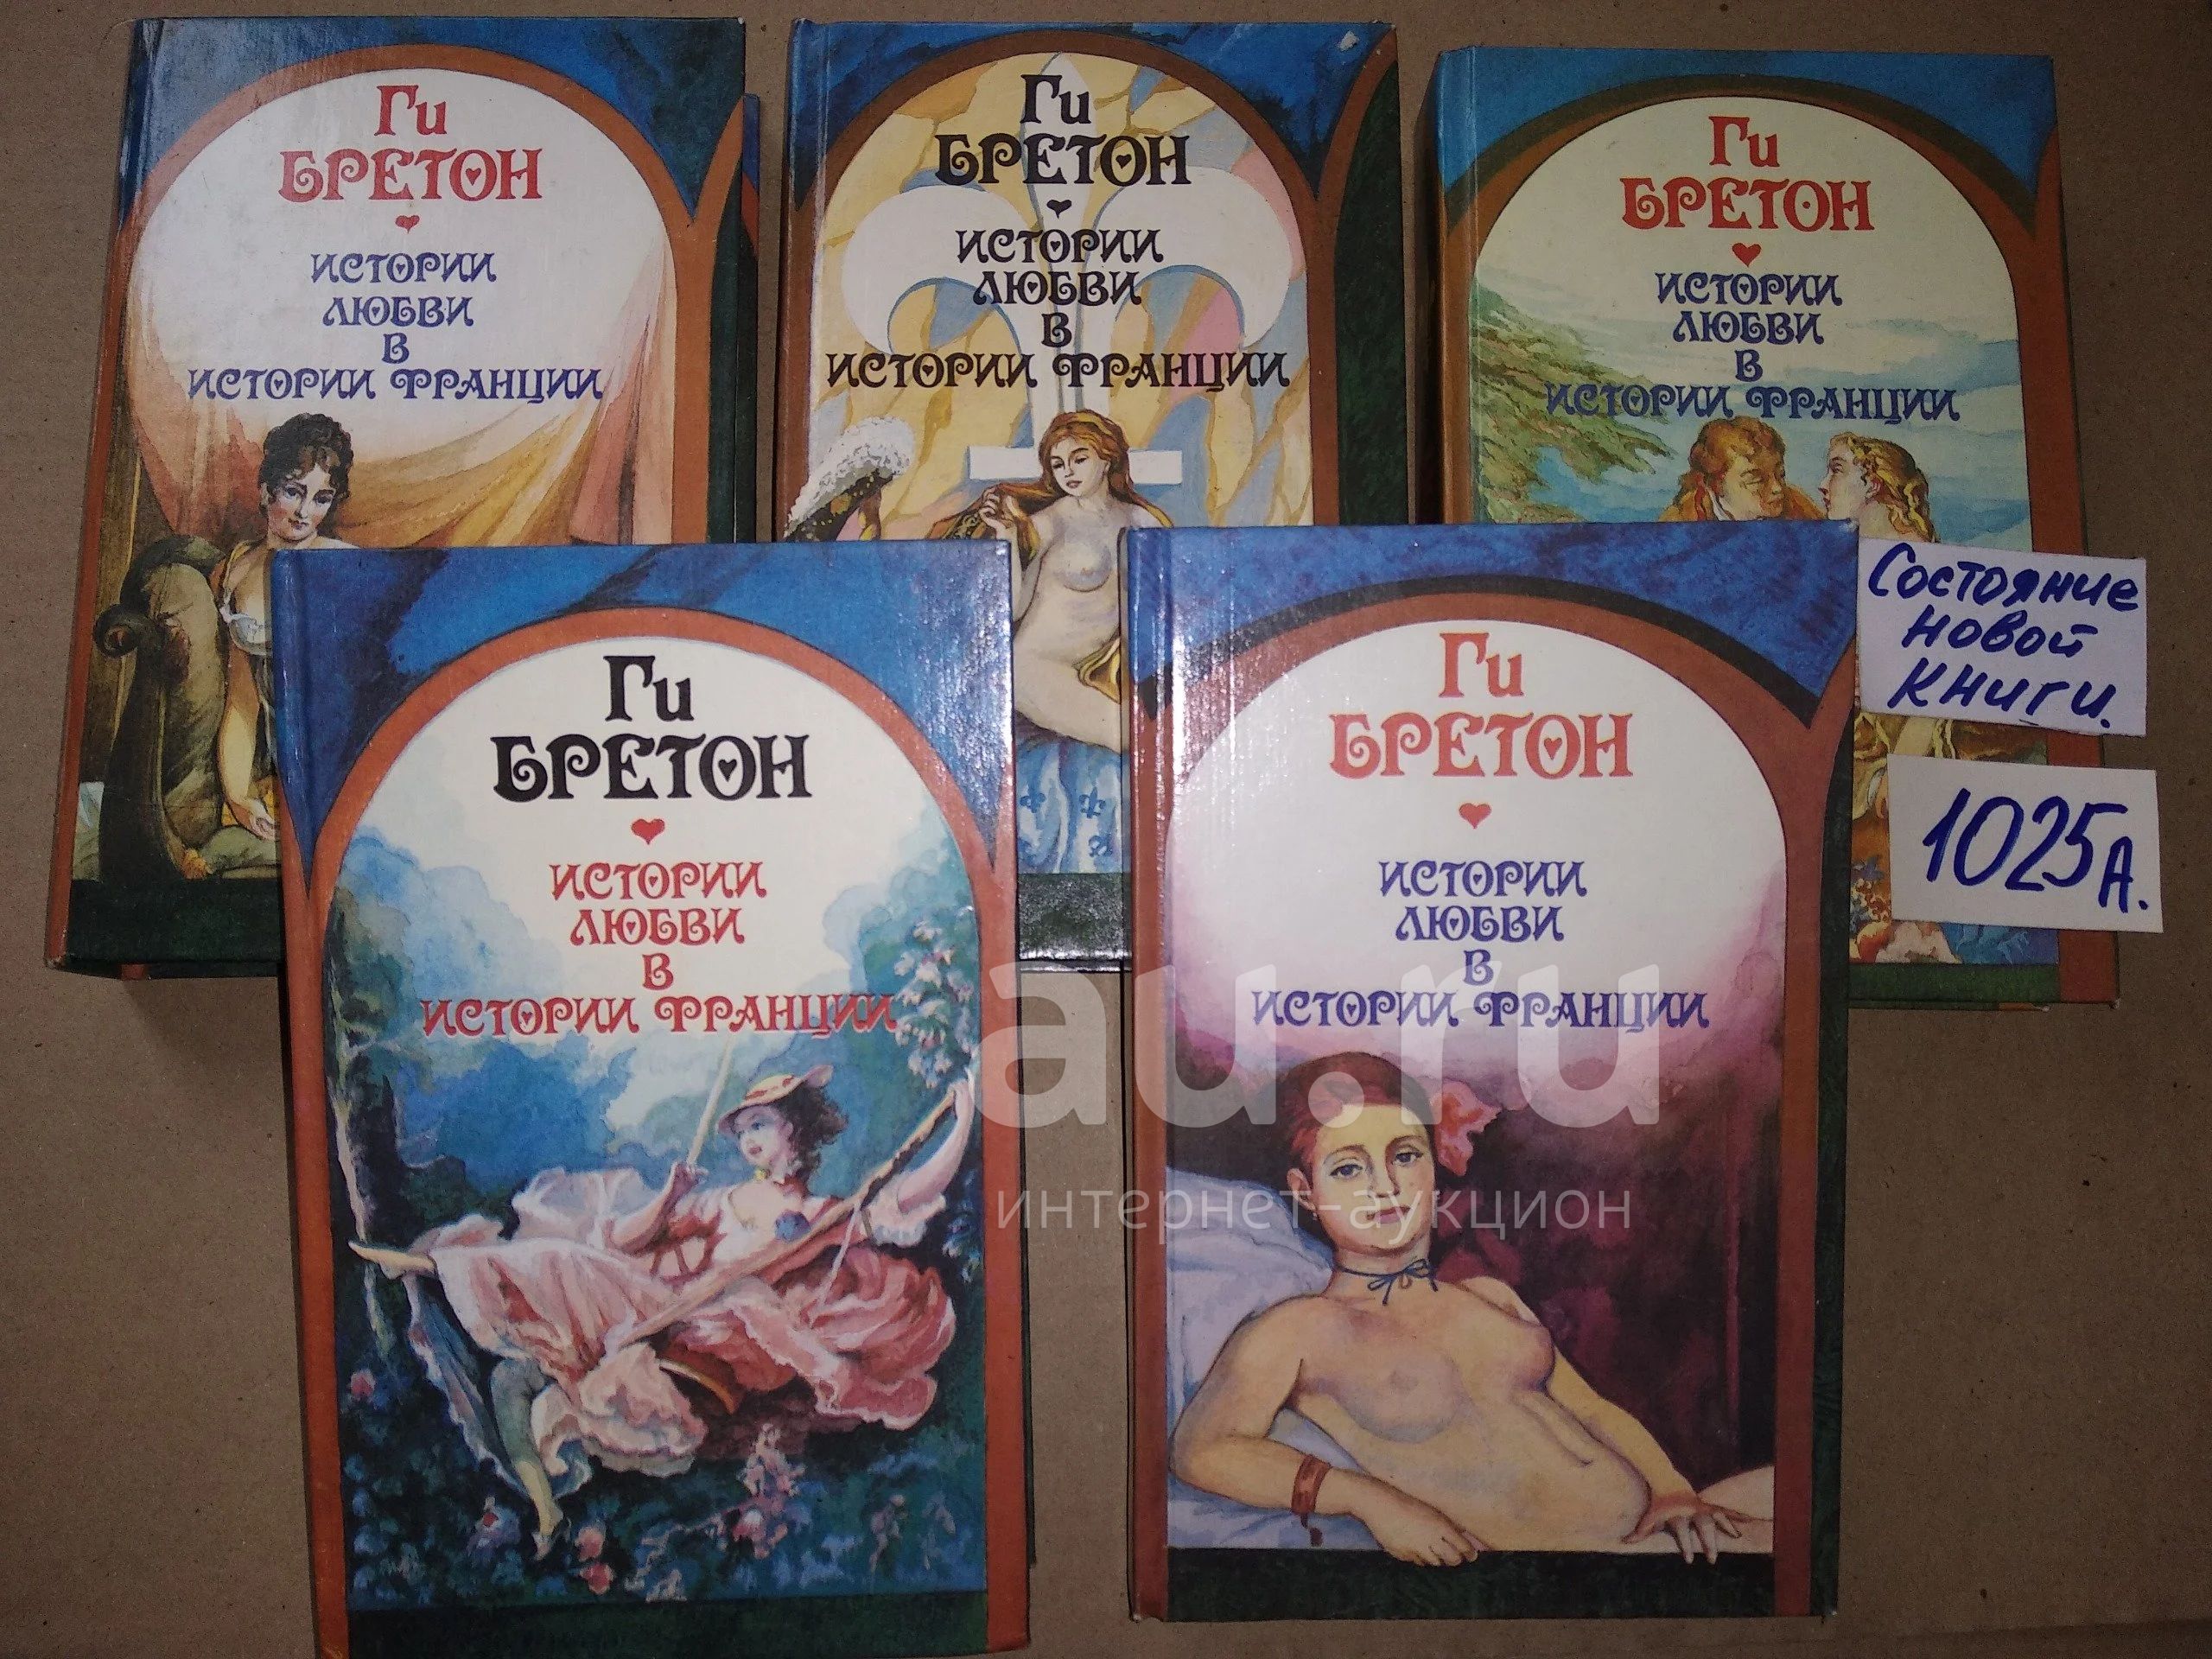 Ги
БРЕТОН
ИСТОРИИ
ЛЮБВИ
В
ИСТОРИИ ФРАНЦИИ
Ги
БРЕТОН
ИСТОРИИ
ЛЮБВИ
В
ИСТОРИИ ФРАНЦИИ
Ги
БРЕТОН
ИСТОРИИ
ЛЮБВИ
В
ИСТОРИИ ФРАНЦИИ
Ги
БРЕТОН
ИСТОРИИ
ЛЮБВИ
В
ИСТОРИИ ФРАНЦИИ
Ги
БРЕТОН
ИСТОРИИ
ЛЮБВИ
В
ИСТОРИИ ФРАНЦИИ
Состояние
новой
книги.
1025А.
au.ru
интернет-аукцион